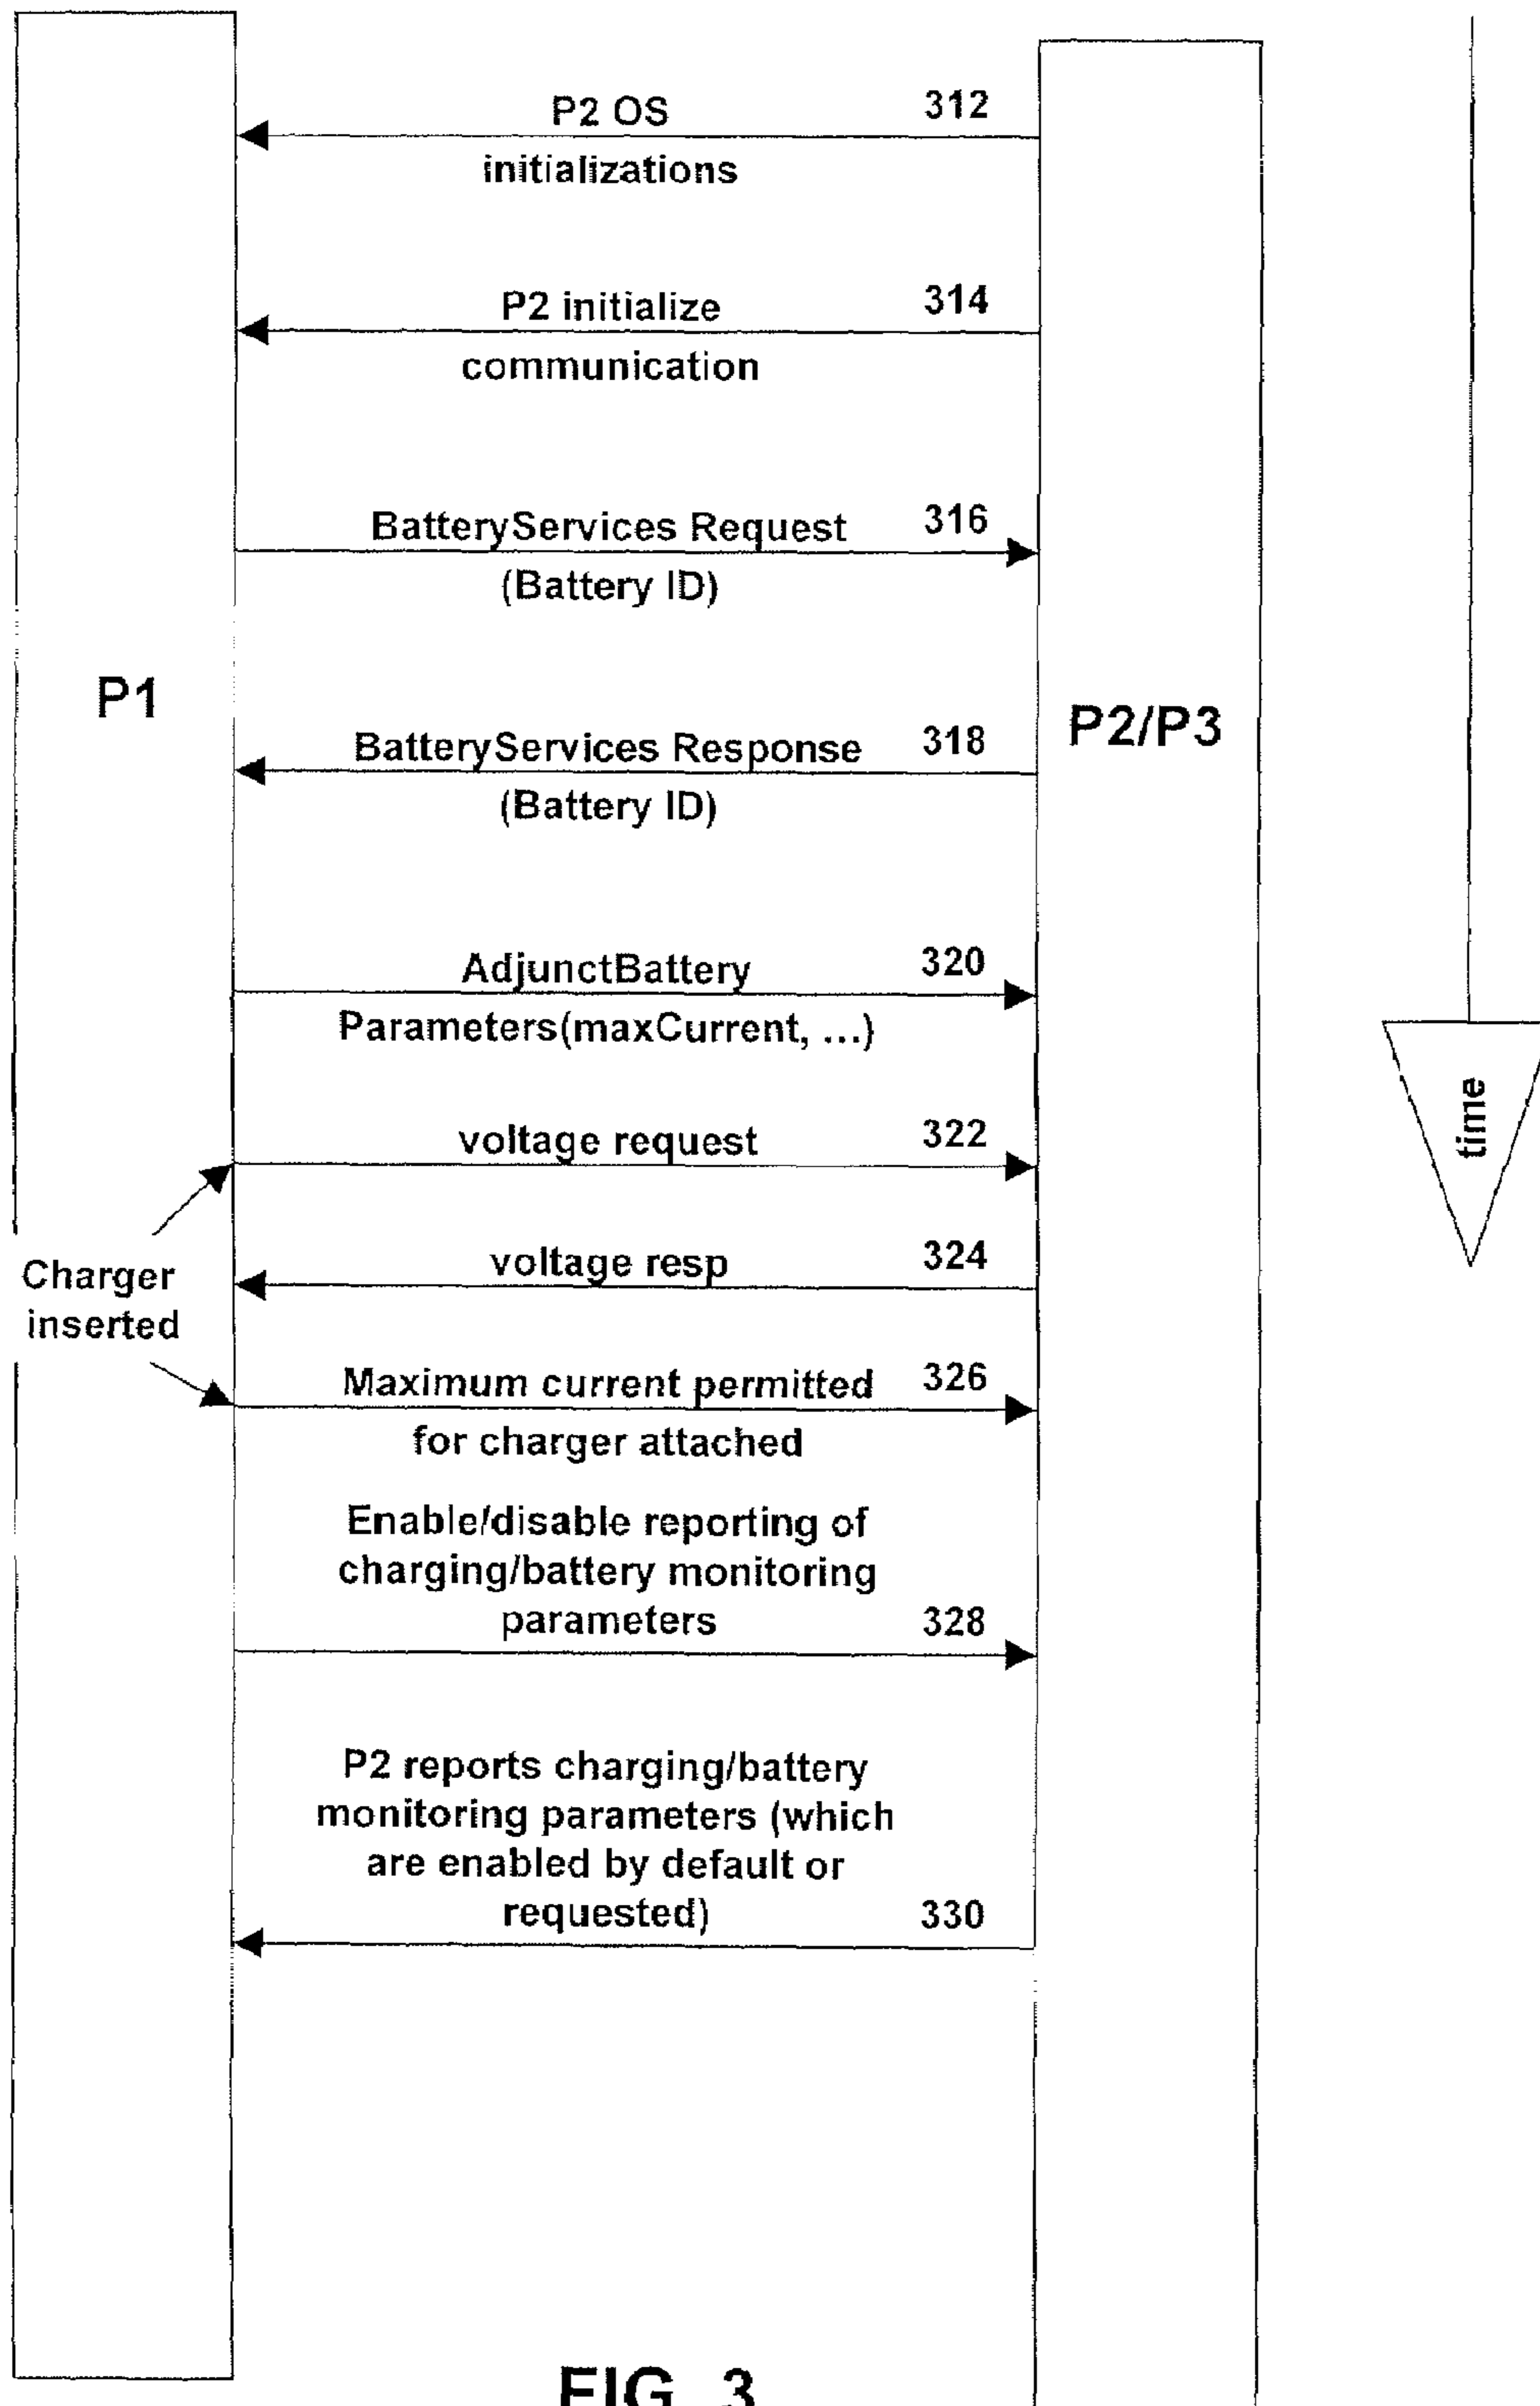 P2 OS 312
initializations
P2 initialize 314
communication
BatteryServices Request 316
(Battery ID)
P1
P2/P3
BatteryServices Response 318
(Battery ID)
AdjunctBattery 320
Parameters(maxCurrent, ...)
time
voltage request 322
voltage resp 324
Charger
inserted
Maximum current permitted 326
for charger attached
Enable/disable reporting of
charging/battery monitoring
parameters 328
P2 reports charging/battery
monitoring parameters (which
are enabled by default or
requested) 330
FIG. 3